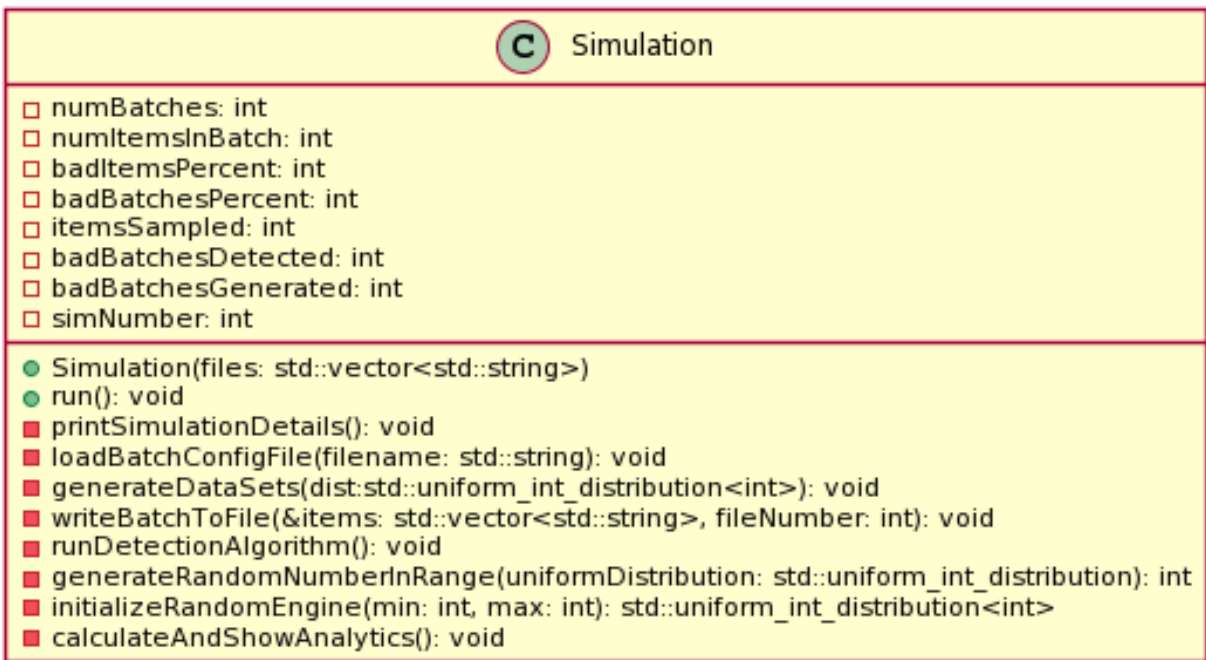 C Simulation
numBatches: int
numItemsInBatch: int
badItemsPercent: int
badBatchesPercent: int
itemsSampled: int
badBatchesDetected: int
badBatchesGenerated: int
simNumber: int
Simulation(files: std::vector<std::string>)
run(): void
printSimulationDetails(): void
loadBatchConfigFile(filename: std::string): void
generateDataSets(dist:std::uniform_int_distribution<int>): void
writeBatchToFile(&items: std::vector<std::string>, fileNumber: int): void
runDetectionAlgorithm(): void
generateRandomNumberInRange(uniformDistribution: std::uniform_int_distribution): int
initializeRandomEngine(min: int, max: int): std::uniform_int_distribution<int>
calculateAndShowAnalytics(): void